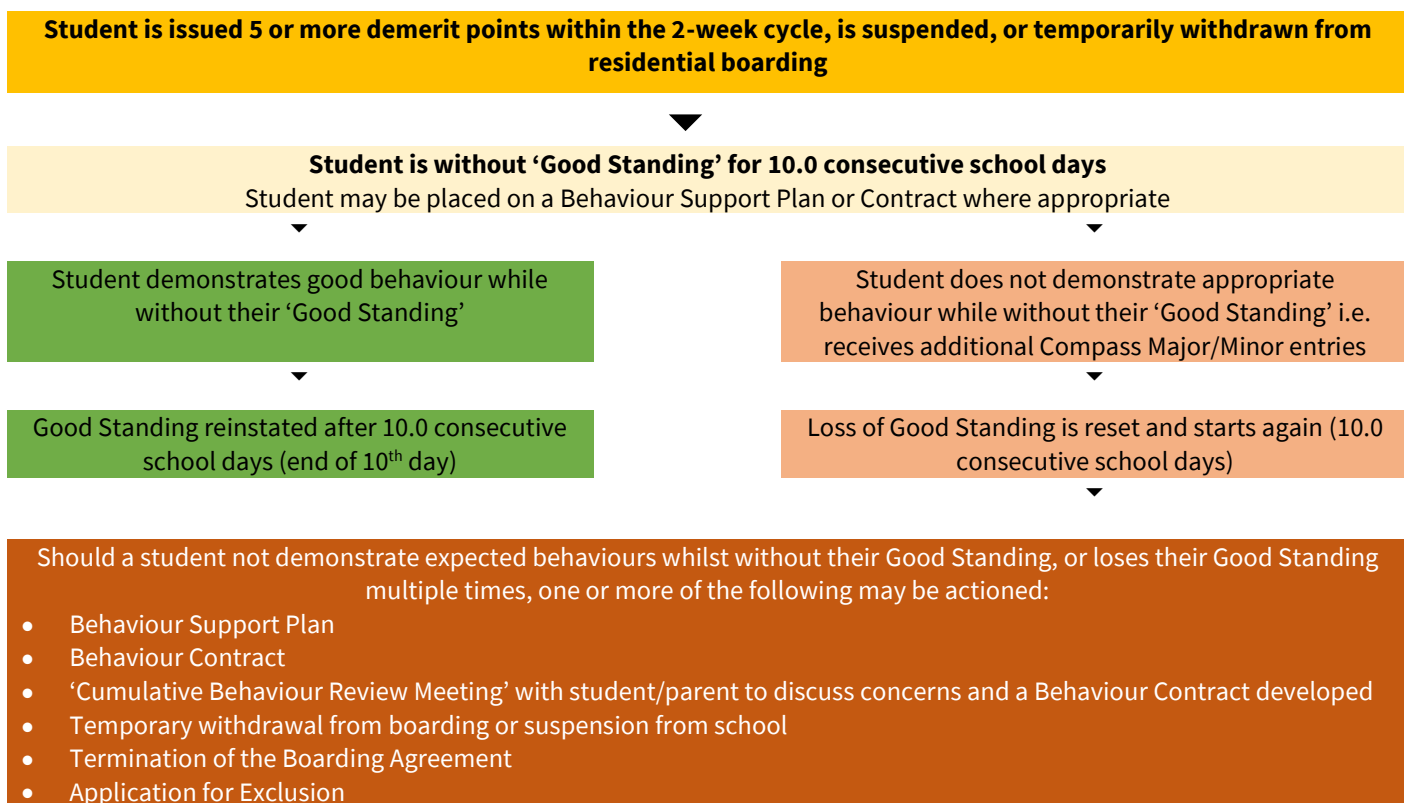 Student is issued 5 or more demerit points within the 2-week cycle, is suspended, or temporarily withdrawn from
residential boarding
Student is without ‘Good Standing’ for 10.0 consecutive school days
Student may be placed on a Behaviour Support Plan or Contract where appropriate
Student demonstrates good behaviour while
without their ‘Good Standing’
Student does not demonstrate appropriate
behaviour while without their ‘Good Standing’ i.e.
receives additional Compass Major/Minor entries
Good Standing reinstated after 10.0 consecutive
school days (end of 10th day)
Loss of Good Standing is reset and starts again (10.0
consecutive school days)
Should a student not demonstrate expected behaviours whilst without their Good Standing, or loses their Good Standing
multiple times, one or more of the following may be actioned:
• Behaviour Support Plan
• Behaviour Contract
• ‘Cumulative Behaviour Review Meeting’ with student/parent to discuss concerns and a Behaviour Contract developed
• Temporary withdrawal from boarding or suspension from school
• Termination of the Boarding Agreement
• Application for Exclusion